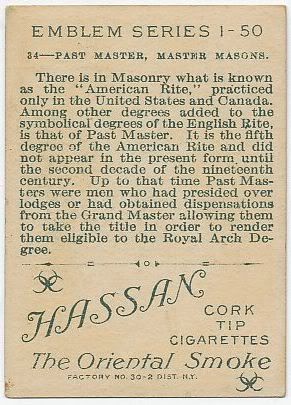 EMBLEM SERIES 1-50
34—PAST MASTER, MASTER MASONS.
There is in Masonry what is known
as the "American Rite," practiced
only in the United States and Canada.
Among other degrees added to the
symbolical degrees of the English Rite,
is that of Past Master. It is the fifth
degree of the American Rite and did
not appear in the present form until
the second decade of the nineteenth
century. Up to that time Past Mas-
ters were men who had presided over
lodges or had obtained dispensations
from the Grand Master allowing them
to take the title in order to render
them eligible to the Royal Arch De-
gree.
HASSAN
CORK
TIP
CIGARETTES
The Oriental Smoke
FACTORY NO. 30-2 DIST. N.Y.